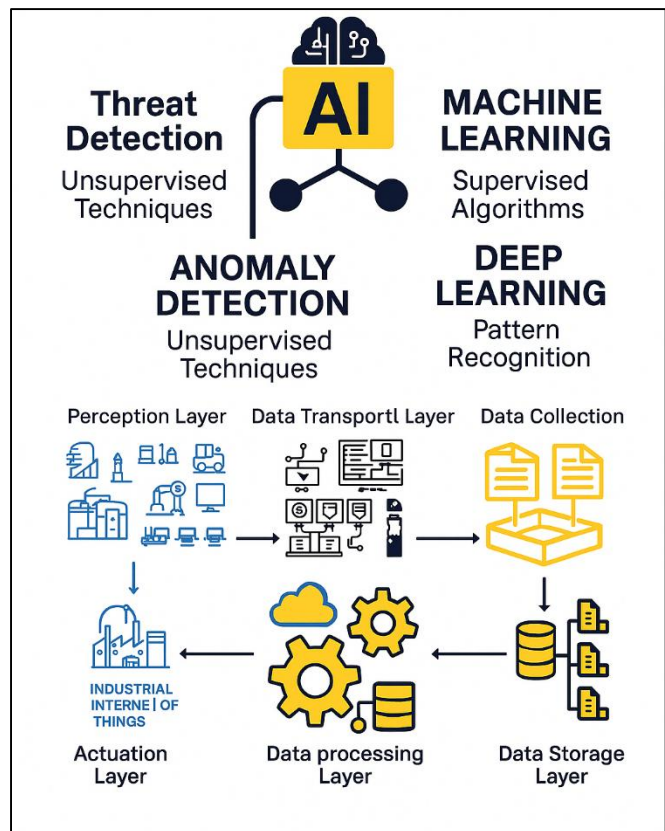 AI
Threat
Detection
Unsupervised
Techniques
MACHINE
LEARNING
Supervised
Algorithms
ANOMALY
DETECTION
Unsupervised
Techniques
DEEP
LEARNING
Pattern
Recognition
Perception Layer
Data Transportl Layer
Data Collection
S
S
INDUSTRIAL
INTERNE| OF
THINGS
Actuation
Layer
Data processing
Layer
Data Storage
Layer